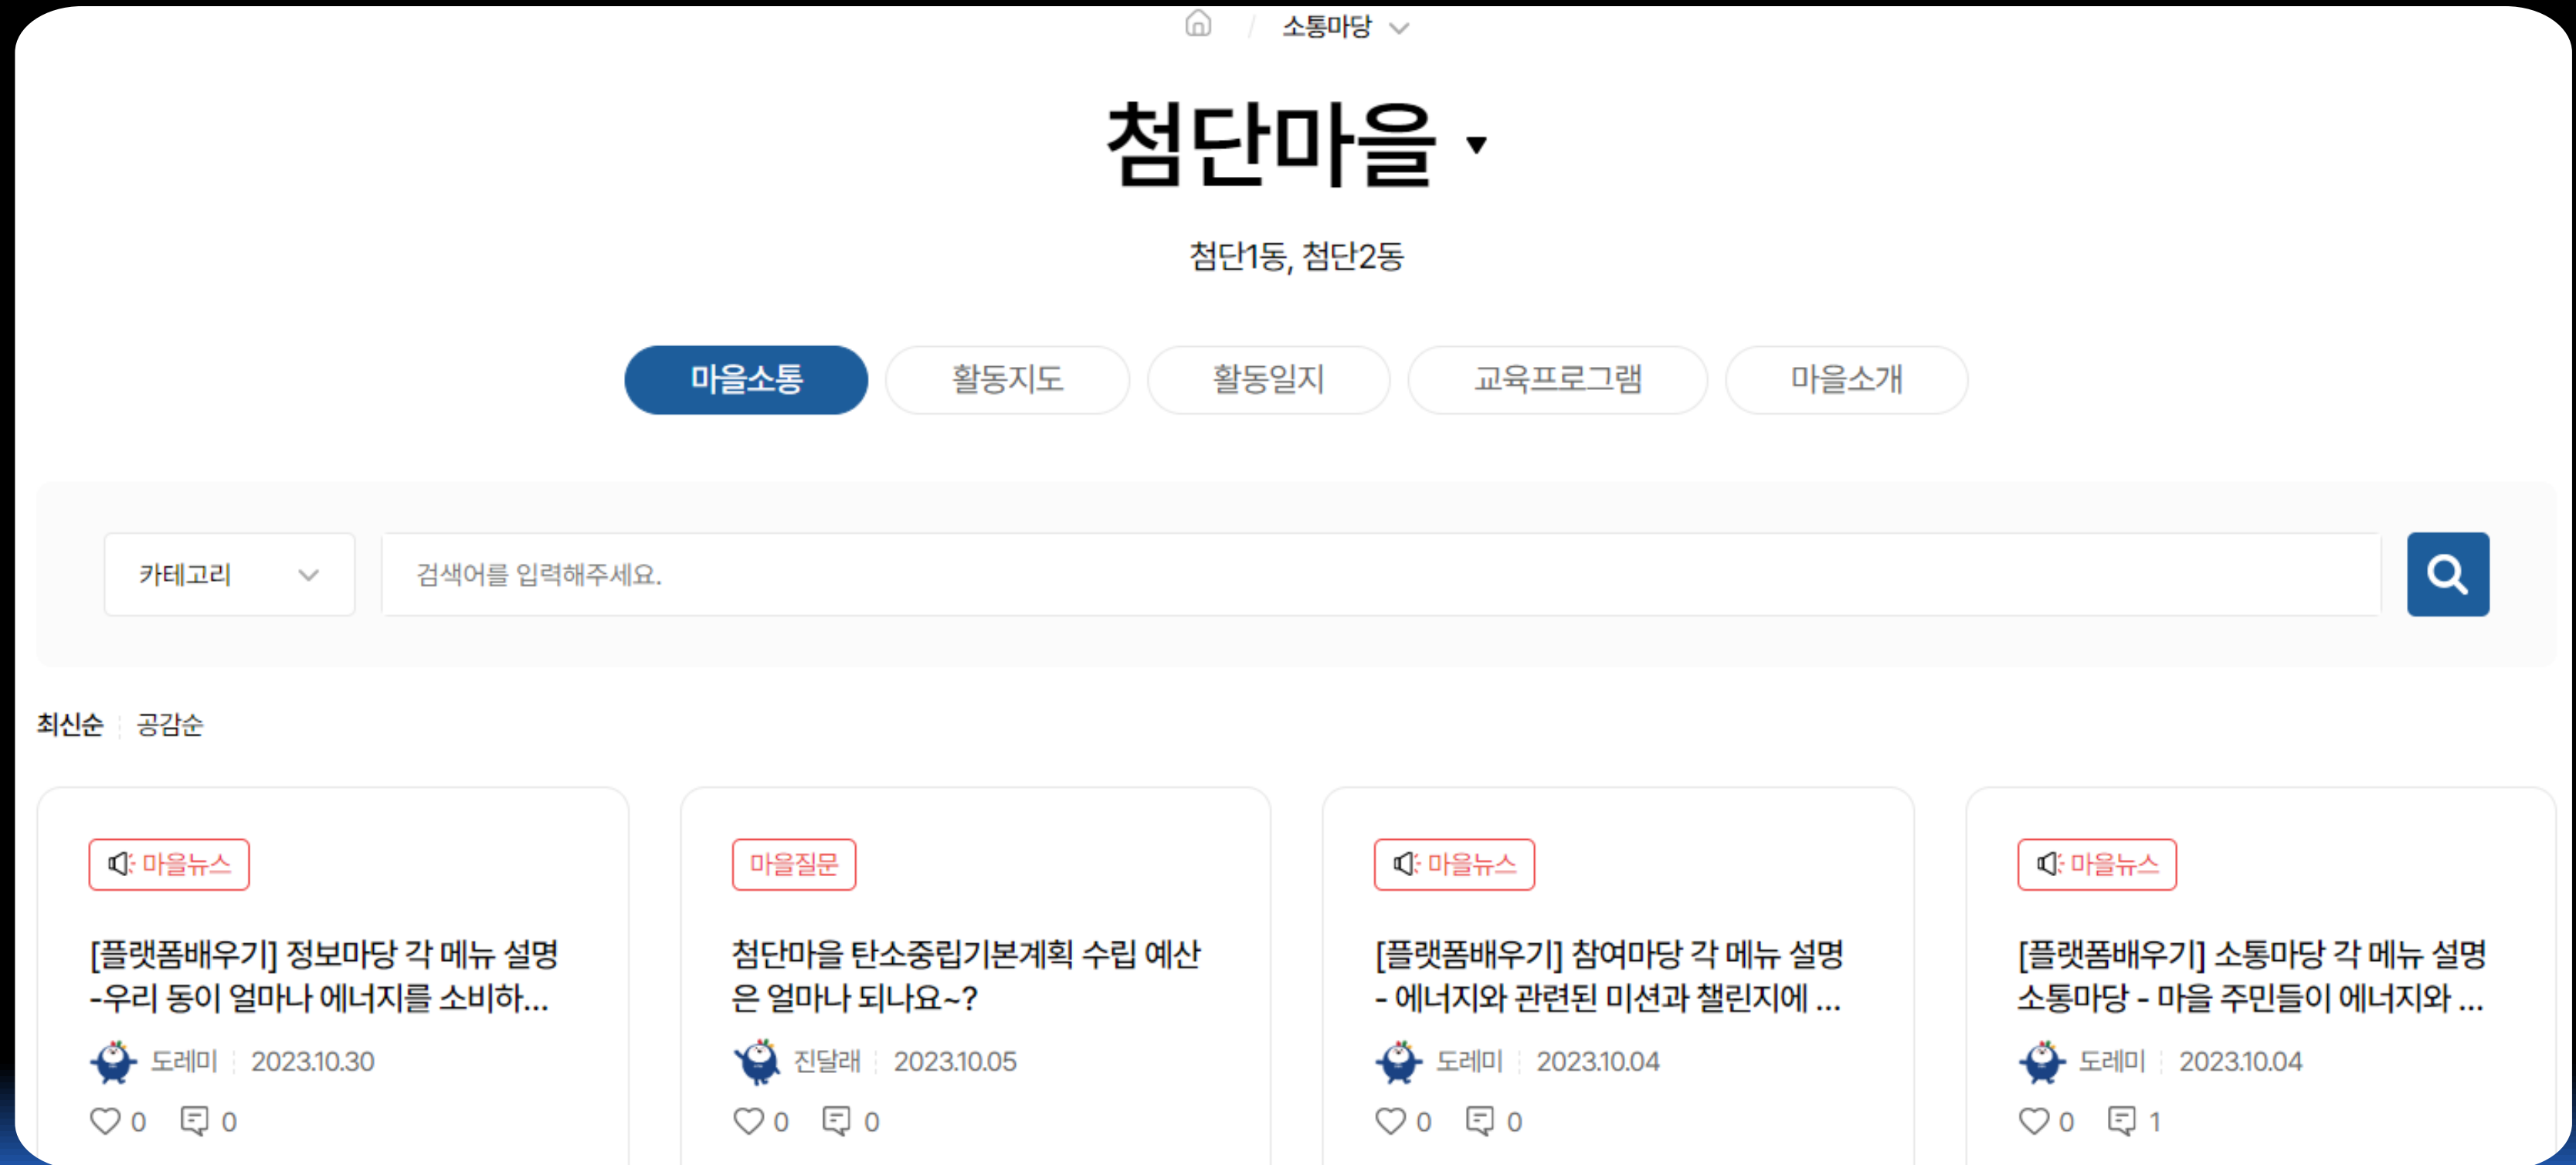 소통마당
첨단마을
첨단1동, 첨단2동
마을소통 활동지도 활동일지 교육프로그램 마을소개
카테고리 검색어를 입력해주세요.
최신순 공감순
마을뉴스
[플랫폼배우기] 정보마당 각 메뉴 설명
-우리 동이 얼마나 에너지를 소비하...
도레미 2023.10.30
0 0
마을질문
첨단마을 탄소중립기본계획 수립 예산
은 얼마나 되나요~?
진달래 2023.10.05
0 0
마을뉴스
[플랫폼배우기] 참여마당 각 메뉴 설명
- 에너지와 관련된 미션과 챌린지에 ...
도레미 2023.10.04
0 0
마을뉴스
[플랫폼배우기] 소통마당 각 메뉴 설명
소통마당 - 마을 주민들이 에너지와 ...
도레미 2023.10.04
0 1